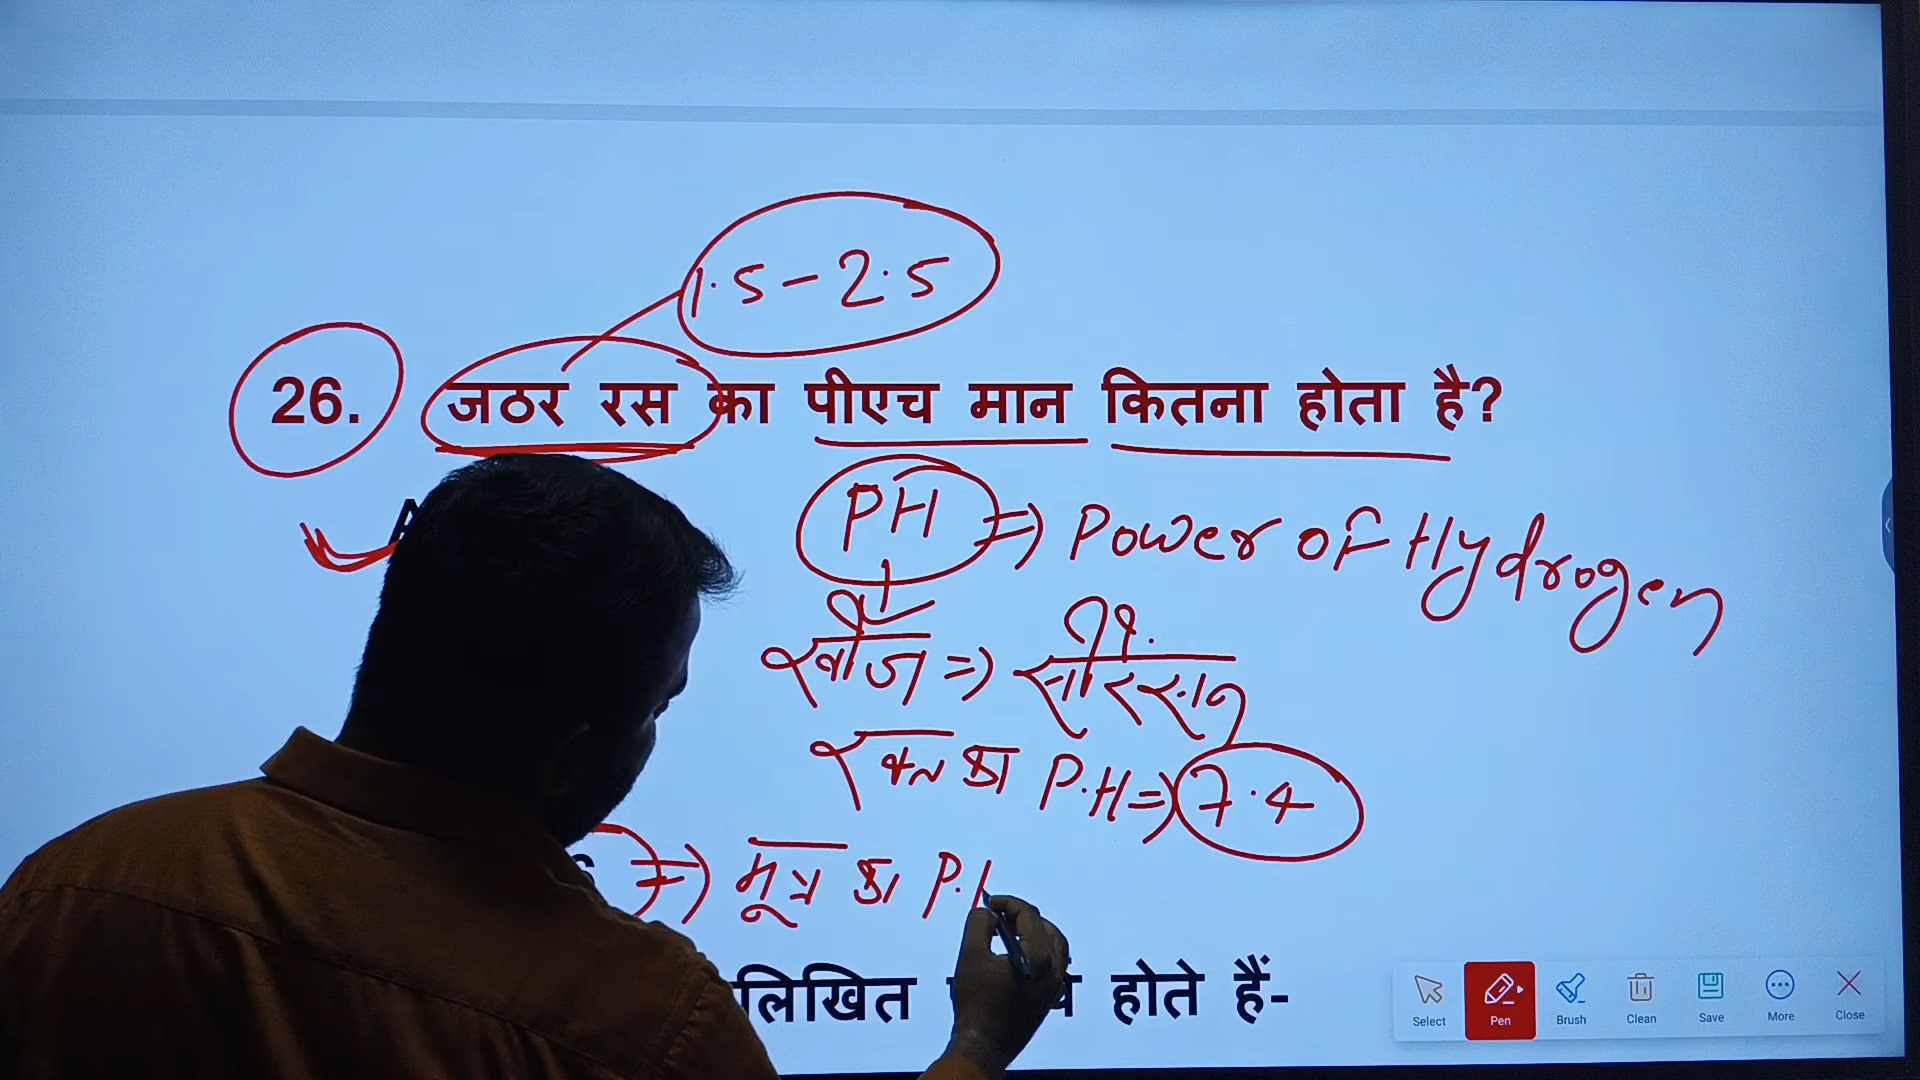 1.5-2.5
26. जठर रस का पीएच मान कितना होता है?
PH => Power of Hydrogen
खोज => सोरेन्सन
रक्त का P.H => 7.4
=> मूत्र का P.
लिखित होते हैं-
Select Pen Brush Clean Save More Close